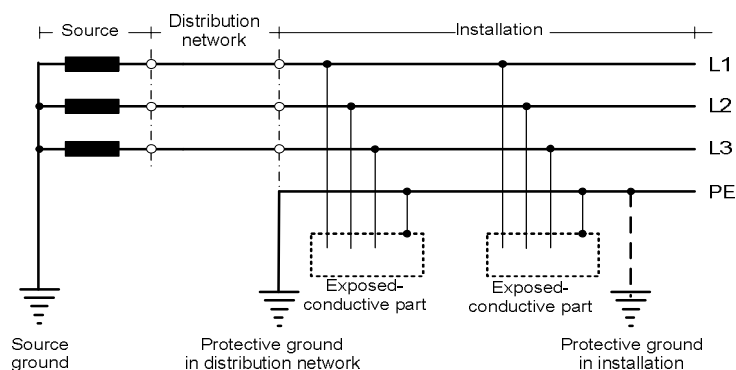 Source
Distribution
network
Installation
L1
L2
L3
PE
Exposed-
conductive part
Exposed-
conductive part
Source
ground
Protective ground
in distribution network
Protective ground
in installation